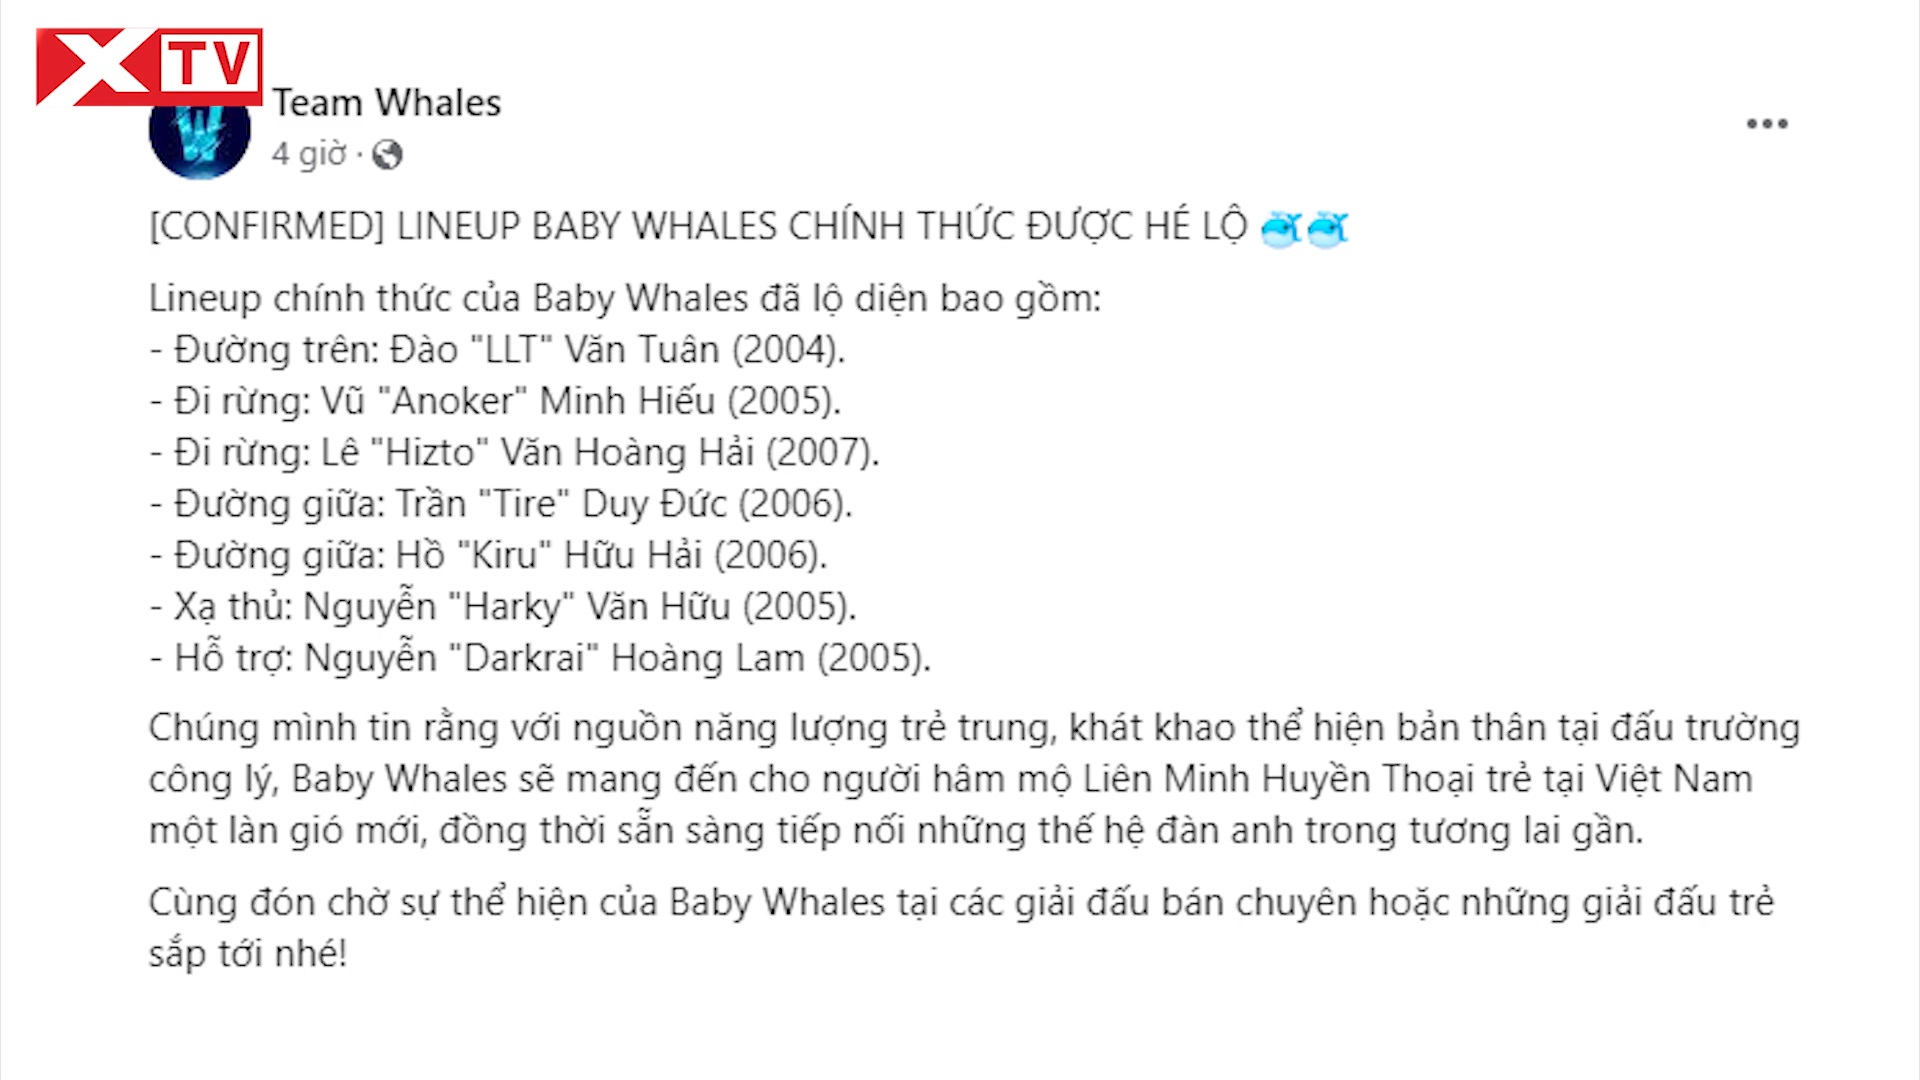 XTV
Team Whales
4 giờ ·
[CONFIRMED] LINEUP BABY WHALES CHÍNH THỨC ĐƯỢC HÉ LỘ 🐳🐳
Lineup chính thức của Baby Whales đã lộ diện bao gồm:
- Đường trên: Đào "LLT" Văn Tuân (2004).
- Đi rừng: Vũ "Anoker" Minh Hiếu (2005).
- Đi rừng: Lê "Hizto" Văn Hoàng Hải (2007).
- Đường giữa: Trần "Tire" Duy Đức (2006).
- Đường giữa: Hồ "Kiru" Hữu Hải (2006).
- Xạ thủ: Nguyễn "Harky" Văn Hữu (2005).
- Hỗ trợ: Nguyễn "Darkrai" Hoàng Lam (2005).
Chúng mình tin rằng với nguồn năng lượng trẻ trung, khát khao thể hiện bản thân tại đấu trường
công lý, Baby Whales sẽ mang đến cho người hâm mộ Liên Minh Huyền Thoại trẻ tại Việt Nam
một làn gió mới, đồng thời sẵn sàng tiếp nối những thế hệ đàn anh trong tương lai gần.
Cùng đón chờ sự thể hiện của Baby Whales tại các giải đấu bán chuyên hoặc những giải đấu trẻ
sắp tới nhé!